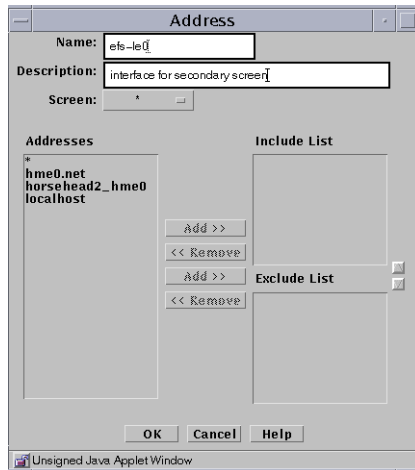 Address
Name: efs-le0
Description: interface for secondary screen
Screen: *
Addresses
Include List
*
hme0.net
horsehead2_hme0
localhost
Add >>
<< Remove
Add >>
<< Remove
Exclude List
OK Cancel Help
Unsigned Java Applet Window